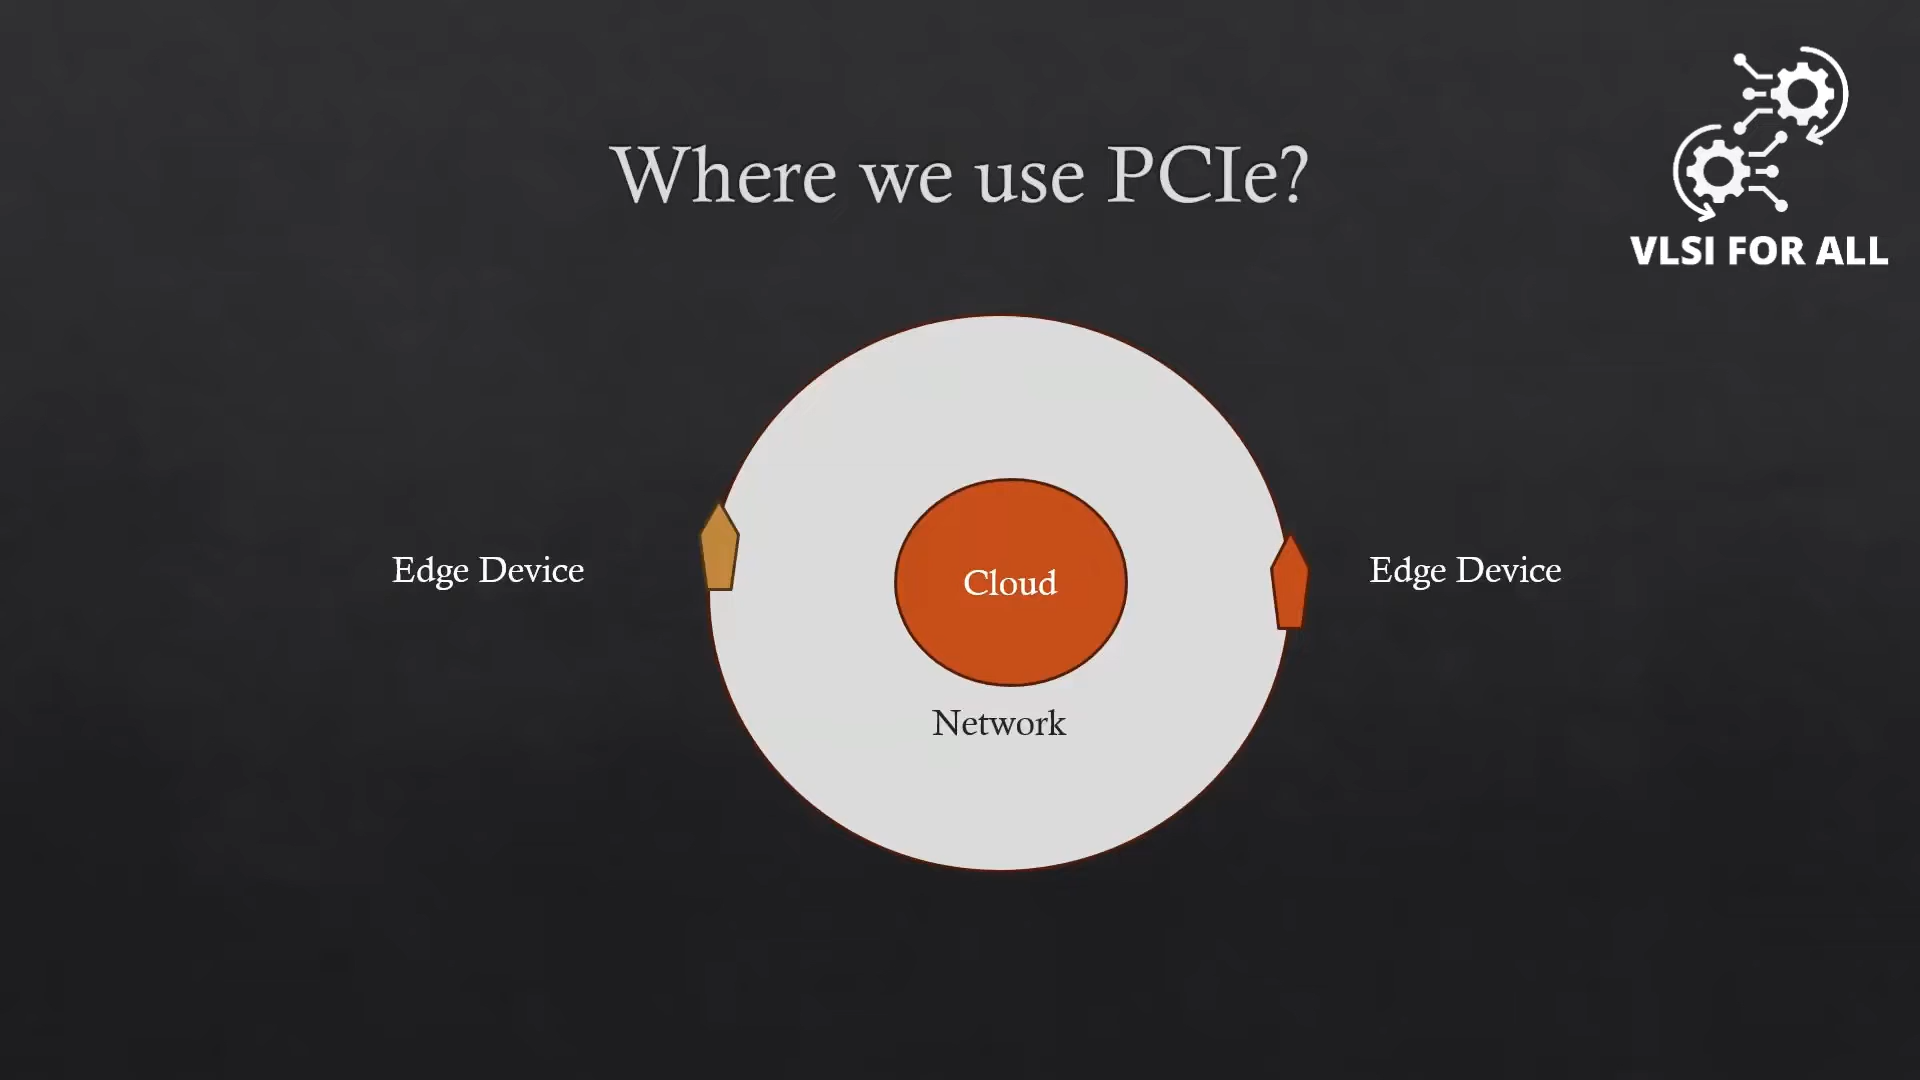 Where we use PCIe?
VLSI FOR ALL
Edge Device
Cloud
Edge Device
Network